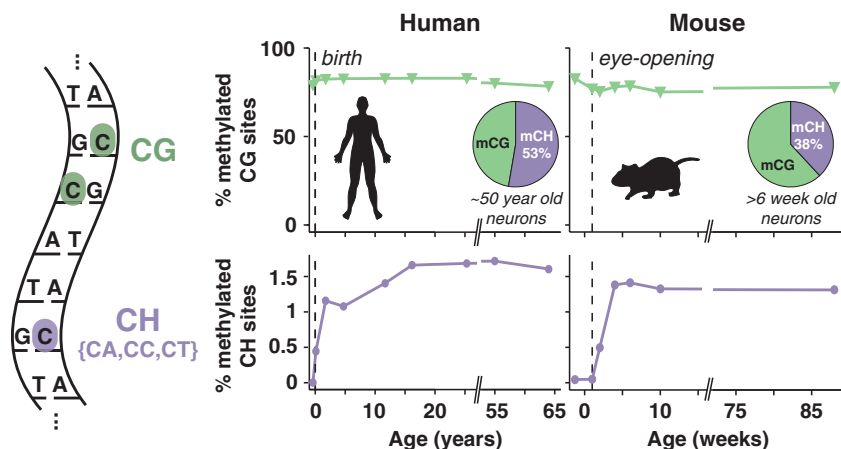 Human
Mouse
⋮
T A
G C
CG
C G
A T
T A
G C
CH
{CA,CC,CT}
T A
⋮
% methylated
CG sites
100
50
0
birth
mCG
mCH
53%
~50 year old
neurons
eye-opening
mCH
38%
mCG
>6 week old
neurons
% methylated
CH sites
1.5
1
0.5
0
0
10
20
55
65
Age (years)
0
10
75
85
Age (weeks)